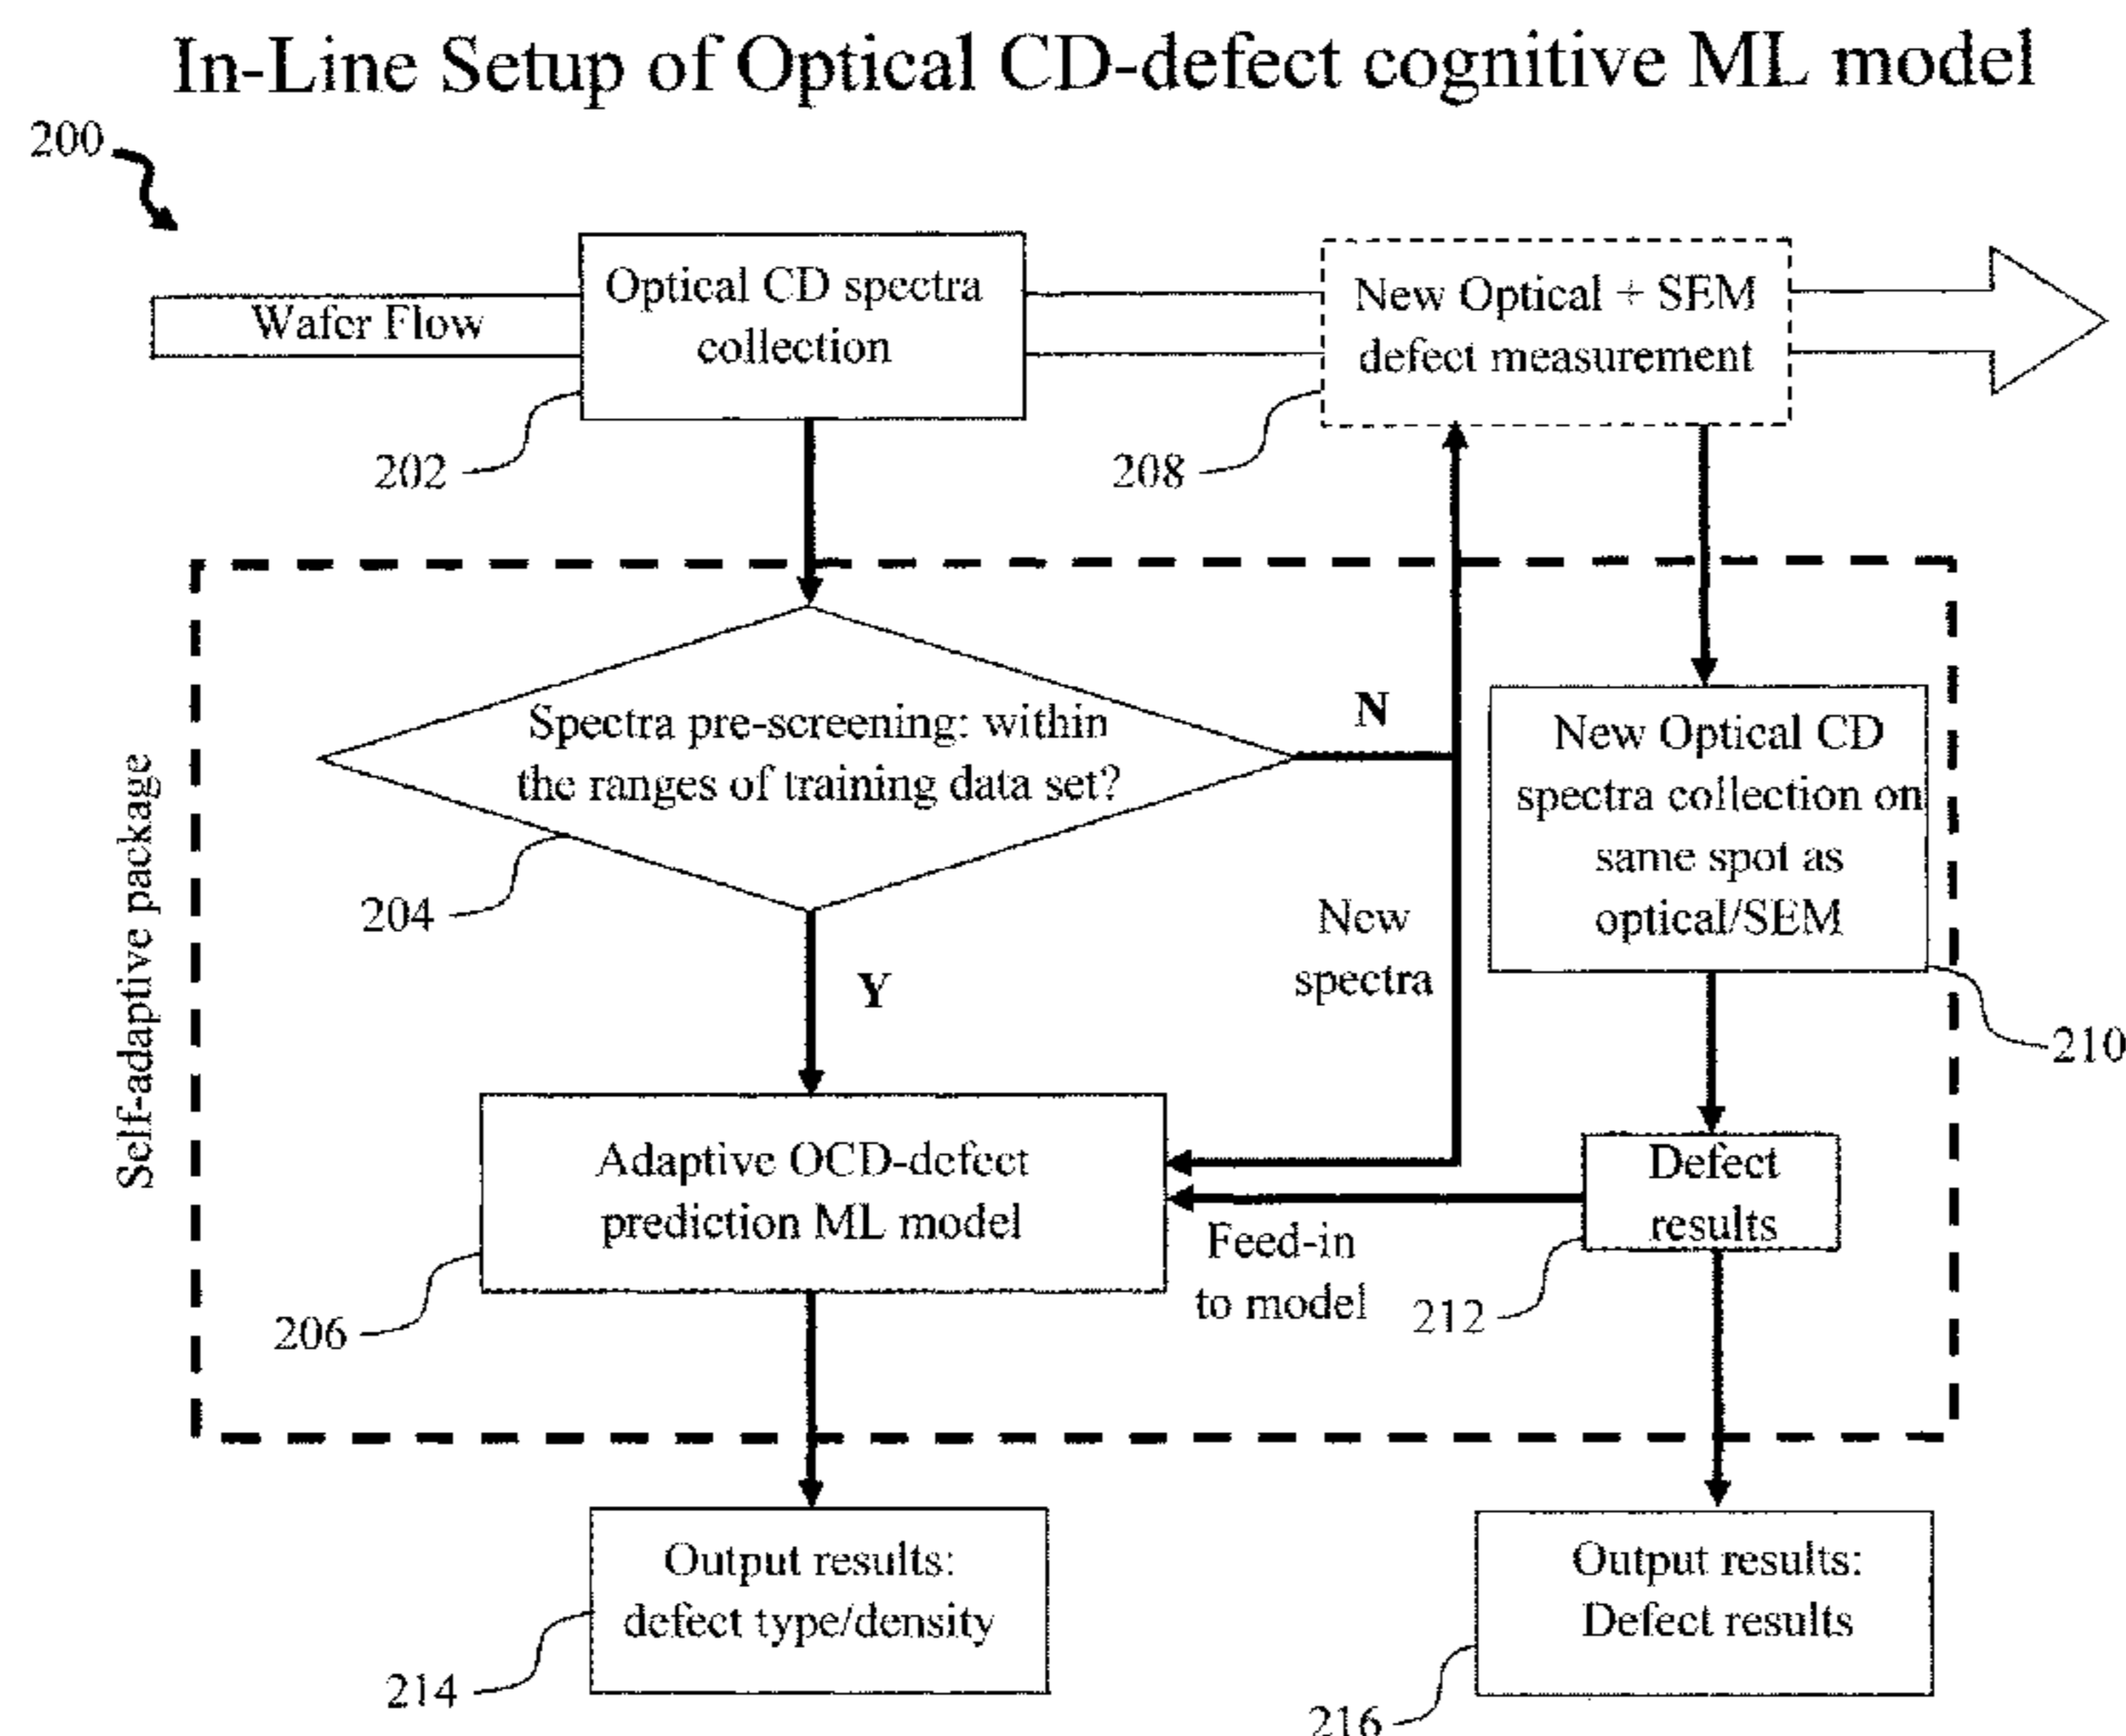 In-Line Setup of Optical CD-defect cognitive ML model
200
Wafer Flow
Optical CD spectra
collection
New Optical + SEM
defect measurement
202
208
Self-adaptive package
Spectra pre-screening: within
the ranges of training data set?
N
New Optical CD
spectra collection on
same spot as
optical/SEM
204
New
spectra
Y
210
Adaptive OCD-defect
prediction ML model
Defect
results
Feed-in
to model
206
212
Output results:
defect type/density
Output results:
Defect results
214
216